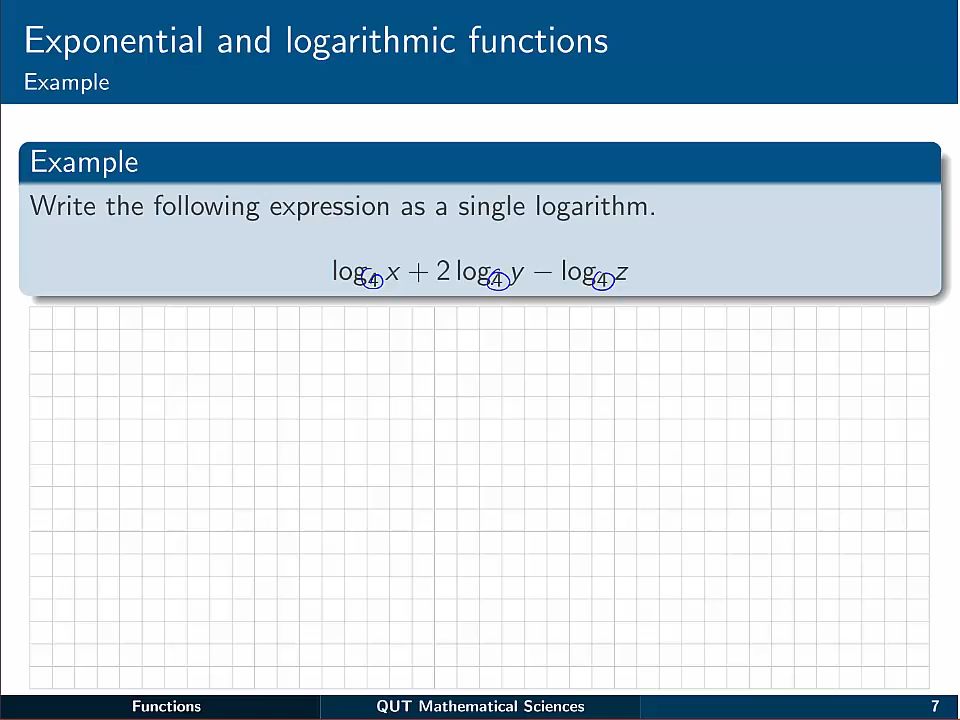 Exponential and logarithmic functions
Example
Example
Write the following expression as a single logarithm.
log₄ x + 2 log₄ y − log₄ z
Functions QUT Mathematical Sciences 7